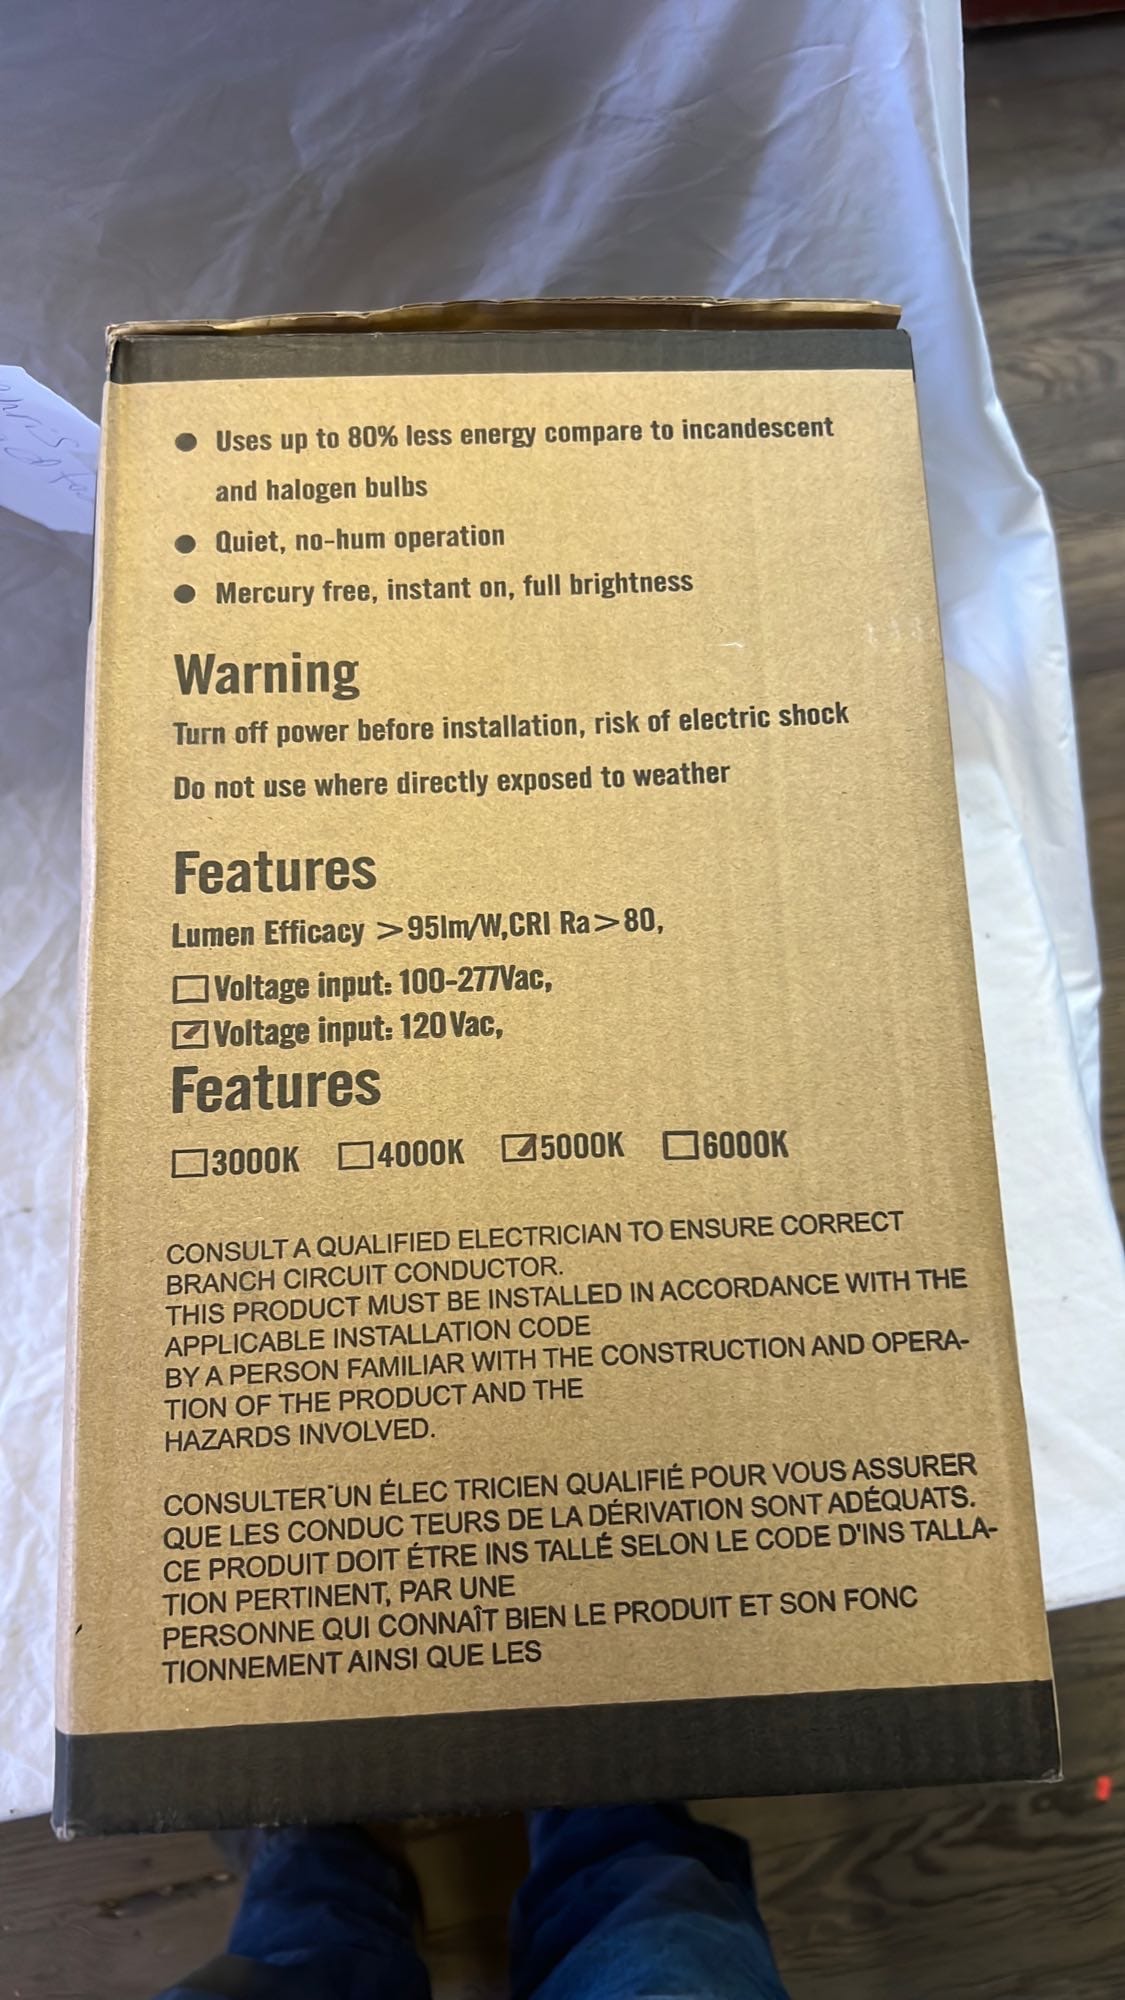 ● Uses up to 80% less energy compare to incandescent
and halogen bulbs
● Quiet, no-hum operation
● Mercury free, instant on, full brightness
Warning
Turn off power before installation, risk of electric shock
Do not use where directly exposed to weather
Features
Lumen Efficacy >95lm/W,CRI Ra>80,
☐Voltage input: 100-277Vac,
☑Voltage input: 120Vac,
Features
☐3000K ☐4000K ☑5000K ☐6000K
CONSULT A QUALIFIED ELECTRICIAN TO ENSURE CORRECT
BRANCH CIRCUIT CONDUCTOR.
THIS PRODUCT MUST BE INSTALLED IN ACCORDANCE WITH THE
APPLICABLE INSTALLATION CODE
BY A PERSON FAMILIAR WITH THE CONSTRUCTION AND OPERA-
TION OF THE PRODUCT AND THE
HAZARDS INVOLVED.
CONSULTER UN ÉLEC TRICIEN QUALIFIÉ POUR VOUS ASSURER
QUE LES CONDUC TEURS DE LA DÉRIVATION SONT ADÉQUATS.
CE PRODUIT DOIT ÉTRE INS TALLÉ SELON LE CODE D'INS TALLA-
TION PERTINENT, PAR UNE
PERSONNE QUI CONNAÎT BIEN LE PRODUIT ET SON FONC
TIONNEMENT AINSI QUE LES